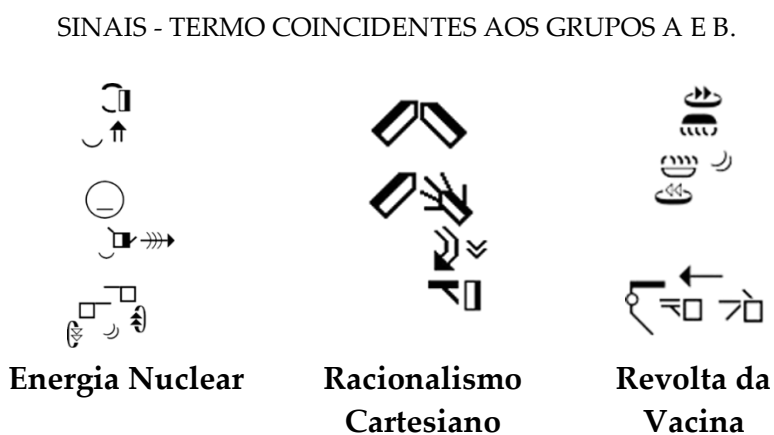 SINAIS - TERMO COINCIDENTES AOS GRUPOS A E B.
Energia Nuclear
Racionalismo
Cartesiano
Revolta da
Vacina